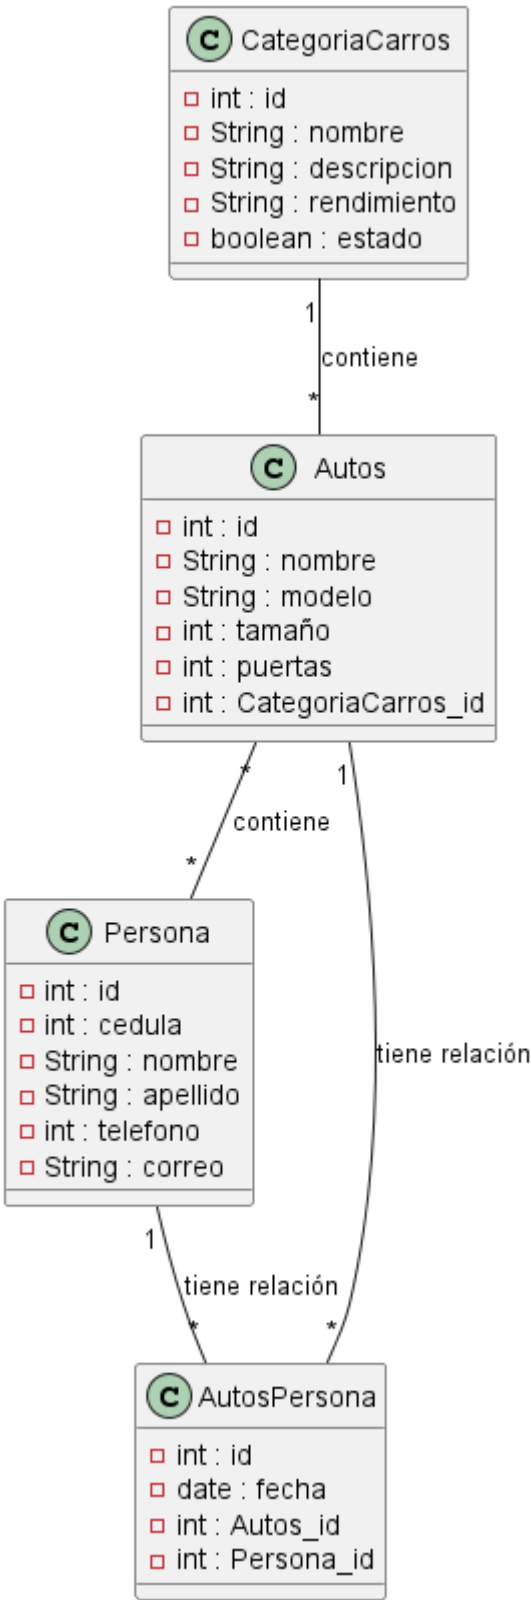 C CategoriaCarros
int : id
String : nombre
String : descripcion
String : rendimiento
boolean : estado
1
contiene
*
C Autos
int : id
String : nombre
String : modelo
int : tamaño
int : puertas
int : CategoriaCarros_id
* 1
contiene
*
C Persona
int : id
int : cedula
String : nombre
String : apellido
int : telefono
String : correo
tiene relación
1
tiene relación
* *
C AutosPersona
int : id
date : fecha
int : Autos_id
int : Persona_id